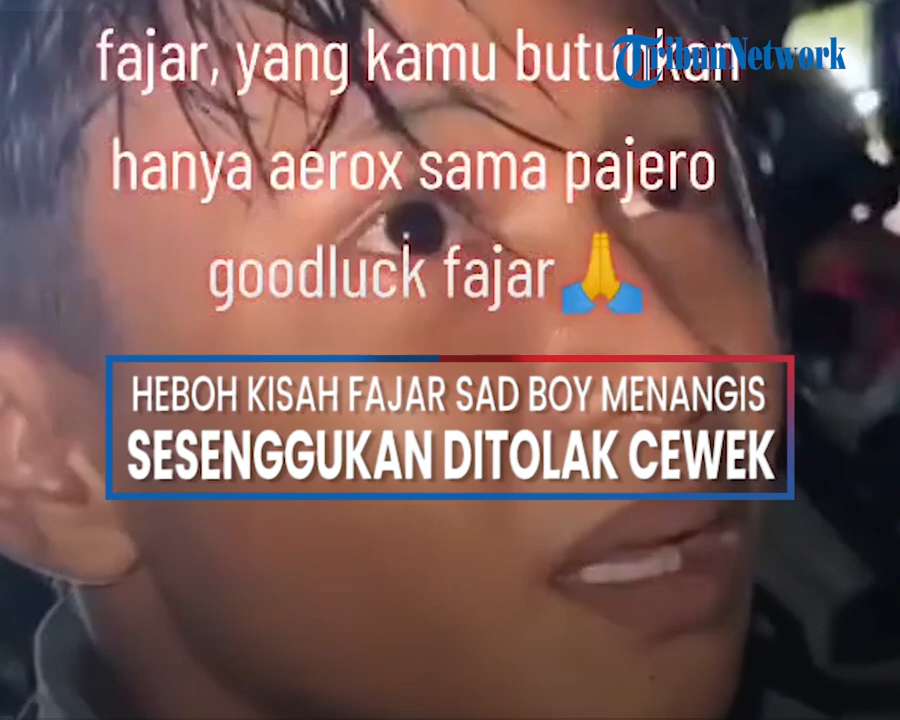 fajar, yang kamu butuhkan
TribunNetwork
hanya aerox sama pajero
goodluck fajar🙏
HEBOH KISAH FAJAR SAD BOY MENANGIS
SESENGGUKAN DITOLAK CEWEK